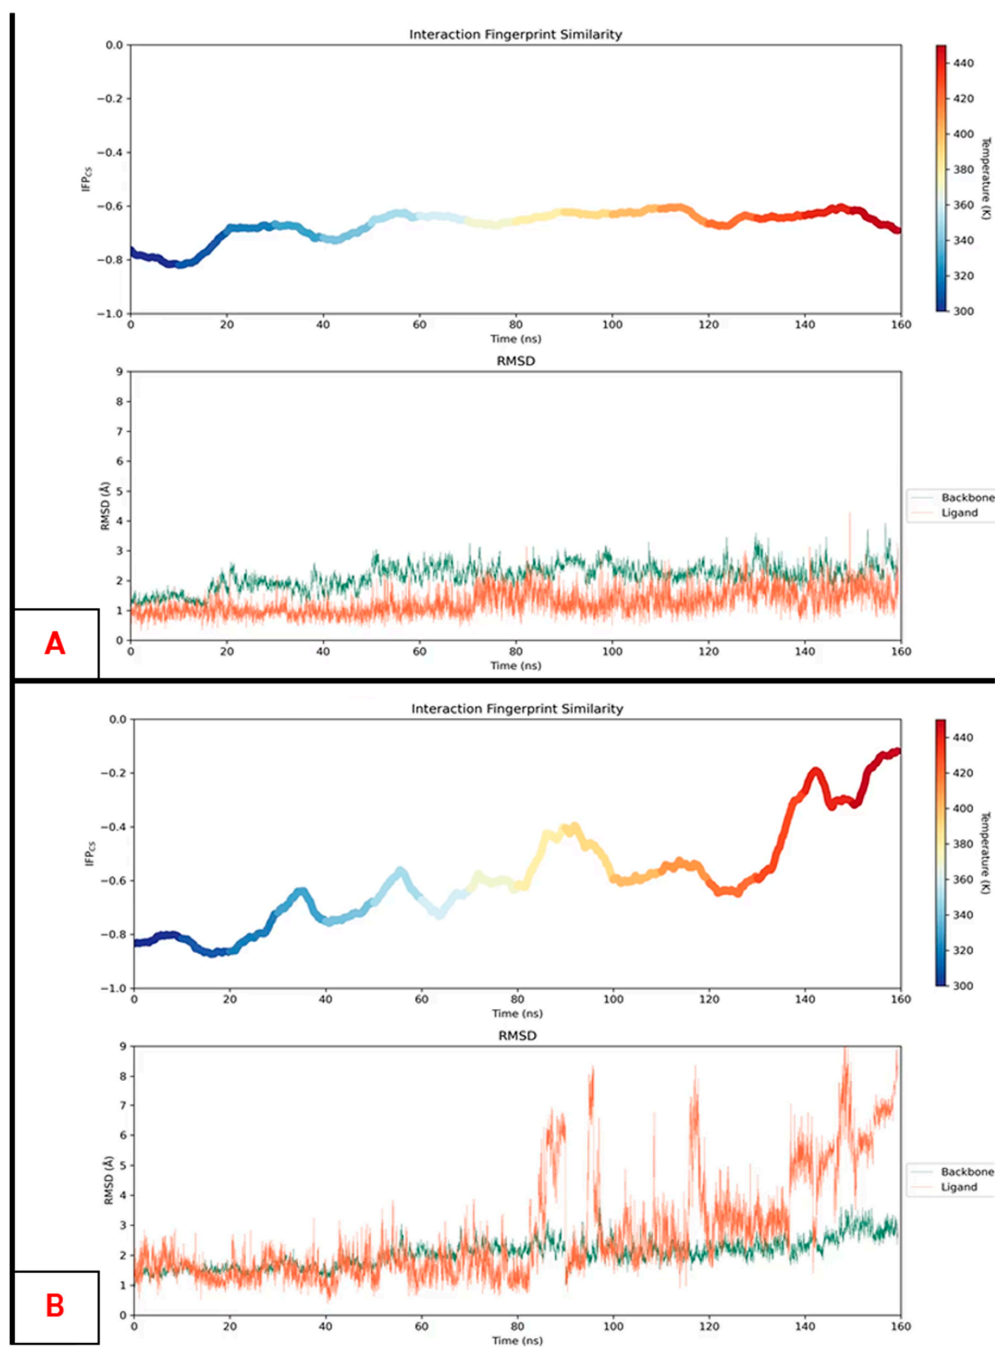 Interaction Fingerprint Similarity
0.0
−0.2
−0.4
−0.6
−0.8
−1.0
IFPCS
0 20 40 60 80 100 120 140 160
Time (ns)
440
420
400
380
360
340
320
300
Temperature (K)
RMSD
9
8
7
6
5
4
3
2
1
0
RMSD (Å)
0 20 40 60 80 100 120 140 160
Time (ns)
Backbone
Ligand
A
Interaction Fingerprint Similarity
0.0
−0.2
−0.4
−0.6
−0.8
−1.0
IFPCS
0 20 40 60 80 100 120 140 160
Time (ns)
440
420
400
380
360
340
320
300
Temperature (K)
RMSD
9
8
7
6
5
4
3
2
1
0
RMSD (Å)
0 20 40 60 80 100 120 140 160
Time (ns)
Backbone
Ligand
B